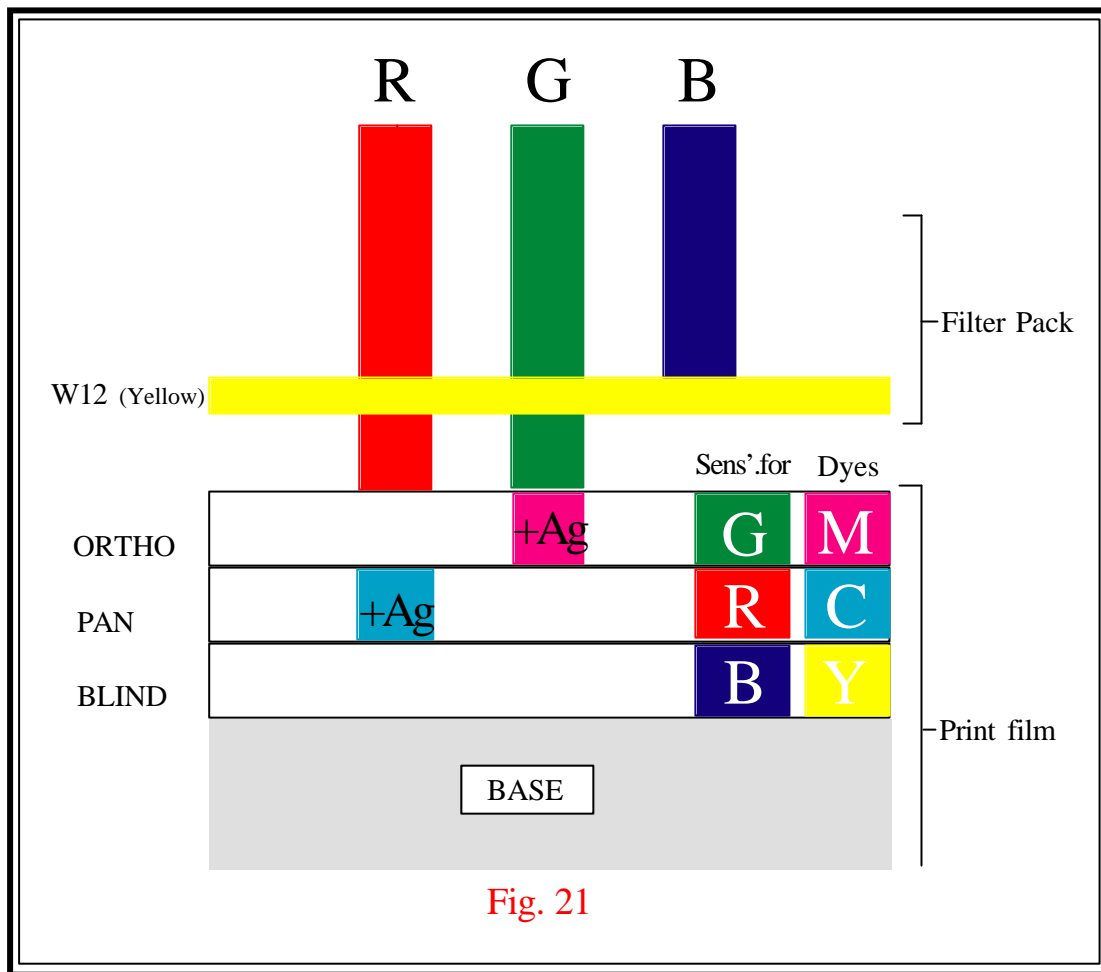 R G B
Filter Pack
W12 (Yellow)
Sens’.for Dyes
ORTHO +Ag G M
PAN +Ag R C
BLIND B Y
Print film
BASE
Fig. 21